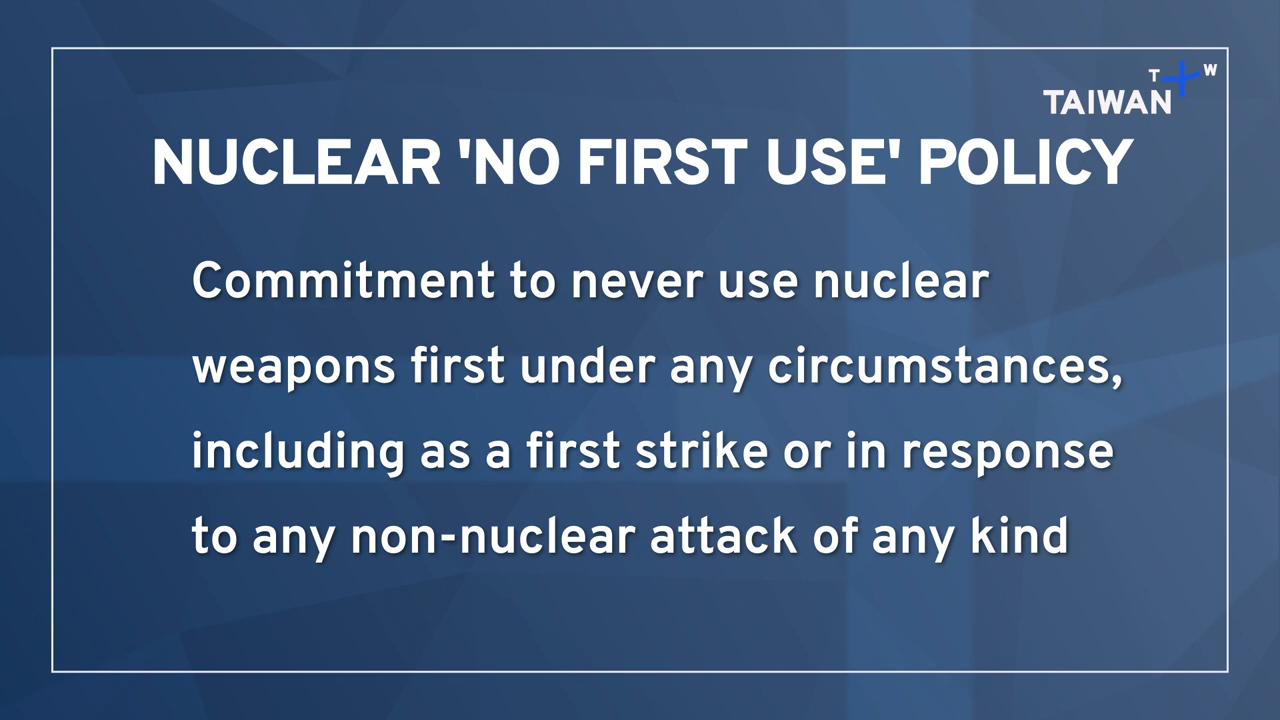 T W
TAIWAN
NUCLEAR 'NO FIRST USE' POLICY
Commitment to never use nuclear
weapons first under any circumstances,
including as a first strike or in response
to any non-nuclear attack of any kind